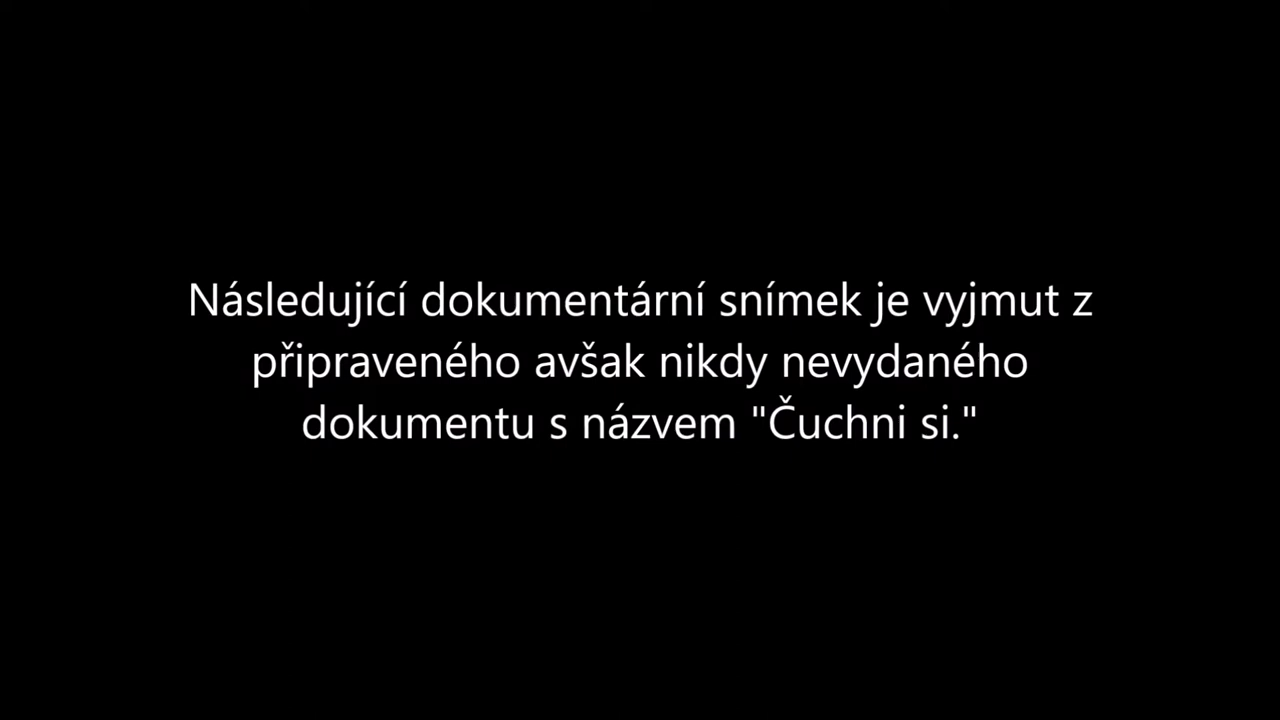 Následující dokumentární snímek je vyjmut z
připraveného avšak nikdy nevydaného
dokumentu s názvem "Čuchni si."